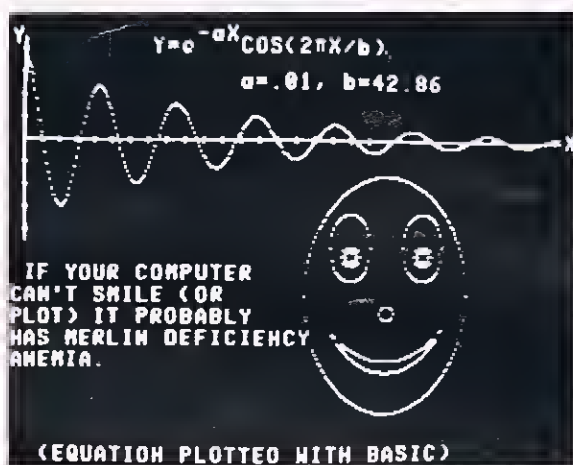 Y
Y=e^-aX COS(2πX/b)
a=.01, b=42.86
X
IF YOUR COMPUTER
CAN'T SMILE (OR
PLOT) IT PROBABLY
HAS MERLIN DEFICIENCY
ANEMIA.
(EQUATION PLOTTED WITH BASIC)